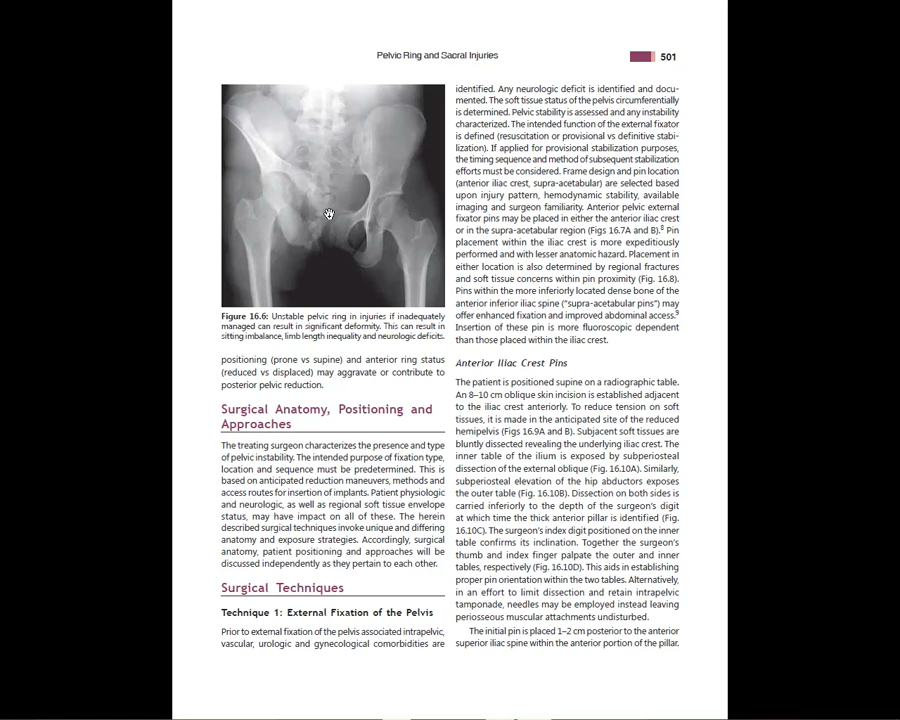 Pelvic Ring and Sacral Injuries
501
Figure 16.6: Unstable pelvic ring in injuries if inadequately
managed can result in significant deformity. This can result in
sitting imbalance, limb length inequality and neurologic deficits.
positioning (prone vs supine) and anterior ring status
(reduced vs displaced) may aggravate or contribute to
posterior pelvic reduction.
Surgical Anatomy, Positioning and
Approaches
The treating surgeon characterizes the presence and type
of pelvic instability. The intended purpose of fixation type,
location and sequence must be predetermined. This is
based on anticipated reduction maneuvers, methods and
access routes for insertion of implants. Patient physiologic
and neurologic, as well as regional soft tissue envelope
status, may have impact on all of these. The herein
described surgical techniques invoke unique and differing
anatomy and exposure strategies. Accordingly, surgical
anatomy, patient positioning and approaches will be
discussed independently as they pertain to each other.
Surgical Techniques
Technique 1: External Fixation of the Pelvis
Prior to external fixation of the pelvis associated intrapelvic,
vascular, urologic and gynecological comorbidities are
identified. Any neurologic deficit is identified and docu-
mented. The soft tissue status of the pelvis circumferentially
is determined. Pelvic stability is assessed and any instability
characterized. The intended function of the external fixator
is defined (resuscitation or provisional vs definitive stabi-
lization). If applied for provisional stabilization purposes,
the timing sequence and method of subsequent stabilization
efforts must be considered. Frame design and pin location
(anterior iliac crest, supra-acetabular) are selected based
upon injury pattern, hemodynamic stability, available
imaging and surgeon familiarity. Anterior pelvic external
fixator pins may be placed in either the anterior iliac crest
or in the supra-acetabular region (Figs 16.7A and B).8 Pin
placement within the iliac crest is more expeditiously
performed and with lesser anatomic hazard. Placement in
either location is also determined by regional fractures
and soft tissue concerns within pin proximity (Fig. 16.8).
Pins within the more inferiorly located dense bone of the
anterior inferior iliac spine ("supra-acetabular pins") may
offer enhanced fixation and improved abdominal access.9
Insertion of these pin is more fluoroscopic dependent
than those placed within the iliac crest.
Anterior Iliac Crest Pins
The patient is positioned supine on a radiographic table.
An 8–10 cm oblique skin incision is established adjacent
to the iliac crest anteriorly. To reduce tension on soft
tissues, it is made in the anticipated site of the reduced
hemipelvis (Figs 16.9A and B). Subjacent soft tissues are
bluntly dissected revealing the underlying iliac crest. The
inner table of the ilium is exposed by subperiosteal
dissection of the external oblique (Fig. 16.10A). Similarly,
subperiosteal elevation of the hip abductors exposes
the outer table (Fig. 16.10B). Dissection on both sides is
carried inferiorly to the depth of the surgeon's digit
at which time the thick anterior pillar is identified (Fig.
16.10C). The surgeon's index digit positioned on the inner
table confirms its inclination. Together the surgeon's
thumb and index finger palpate the outer and inner
tables, respectively (Fig. 16.10D). This aids in establishing
proper pin orientation within the two tables. Alternatively,
in an effort to limit dissection and retain intrapelvic
tamponade, needles may be employed instead leaving
periosseous muscular attachments undisturbed.
The initial pin is placed 1–2 cm posterior to the anterior
superior iliac spine within the anterior portion of the pillar.